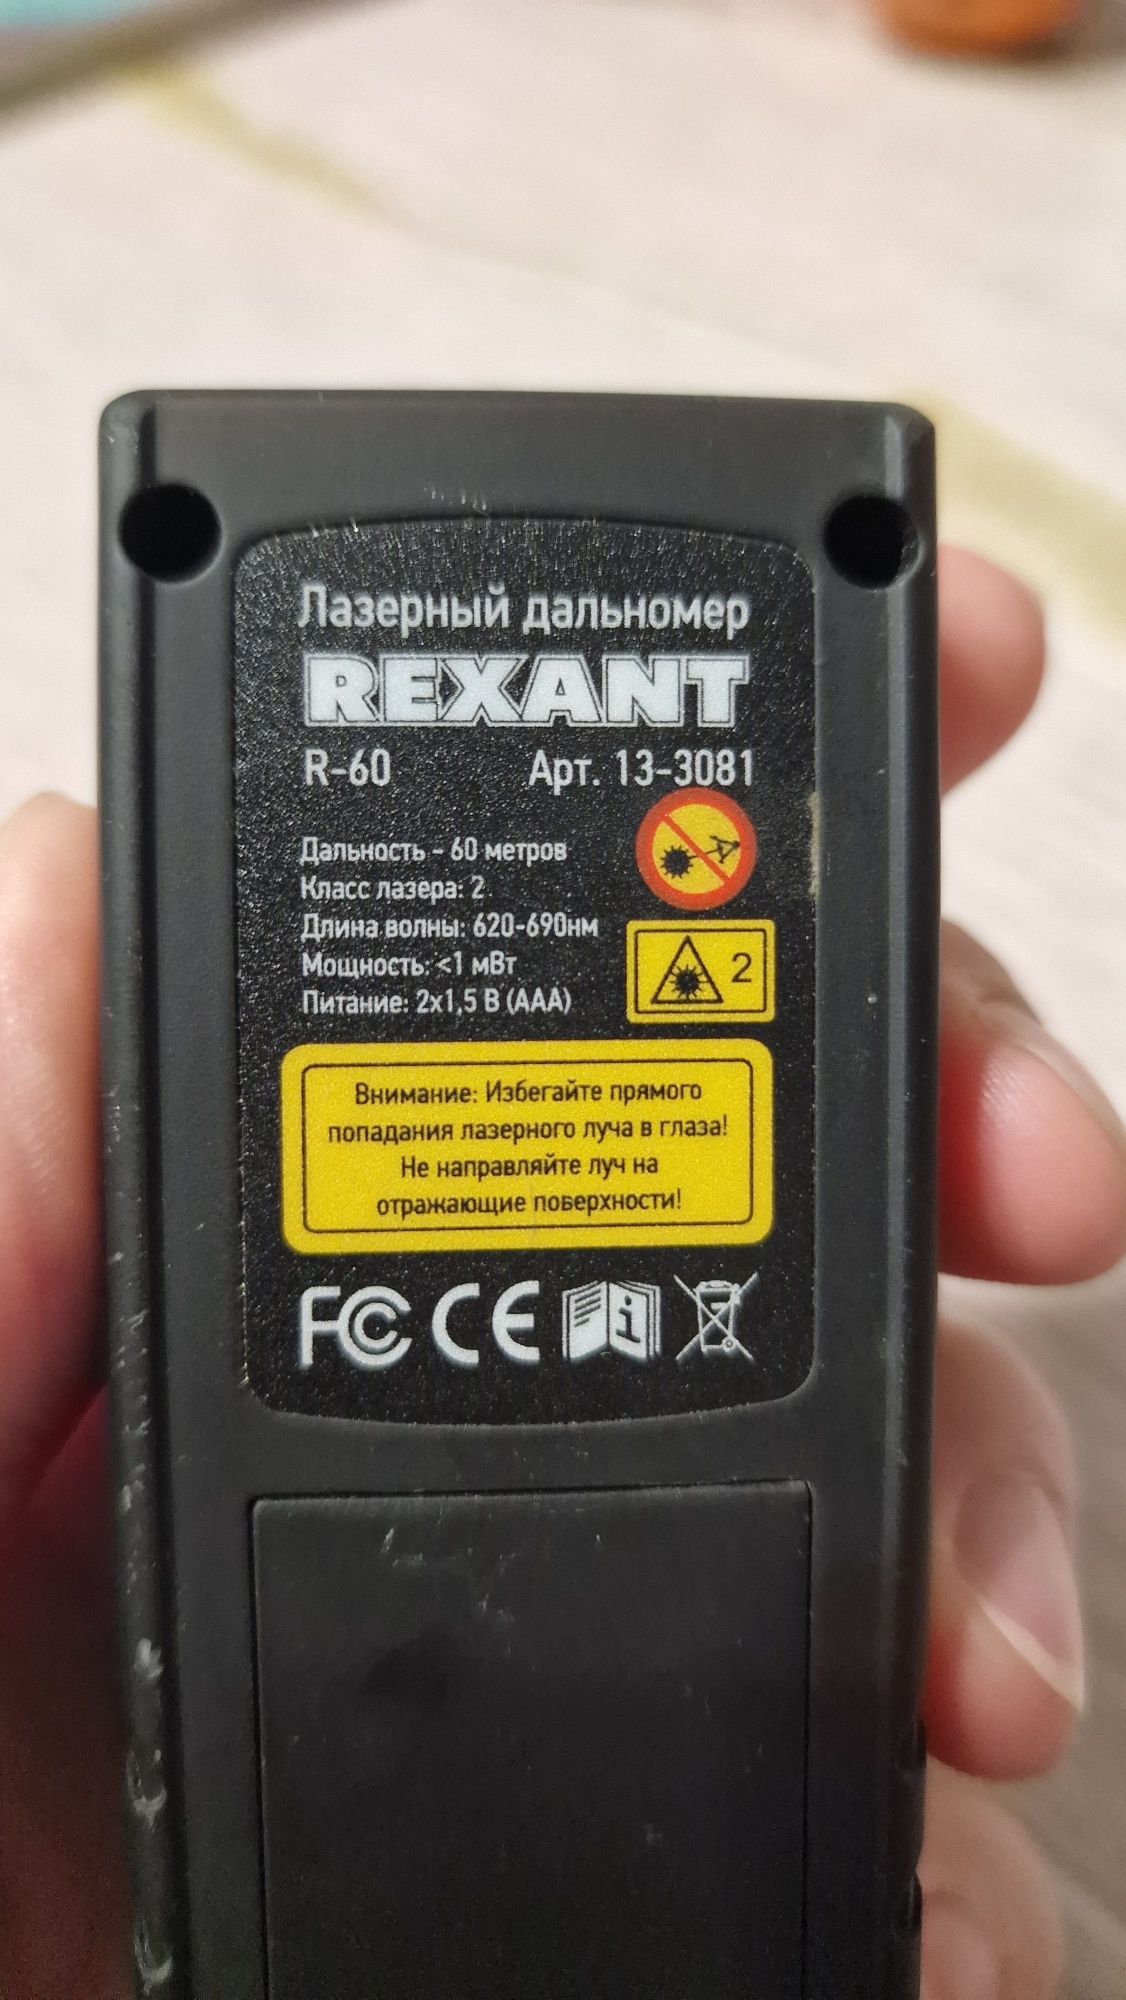 Лазерный дальномер
REXANT
R-60 Арт. 13-3081
Дальность - 60 метров
Класс лазера: 2
Длина волны: 620-690нм
Мощность: <1 мВт
Питание: 2x1,5 В (ААА)
2
Внимание: Избегайте прямого
попадания лазерного луча в глаза!
Не направляйте луч на
отражающие поверхности!
FC CE i